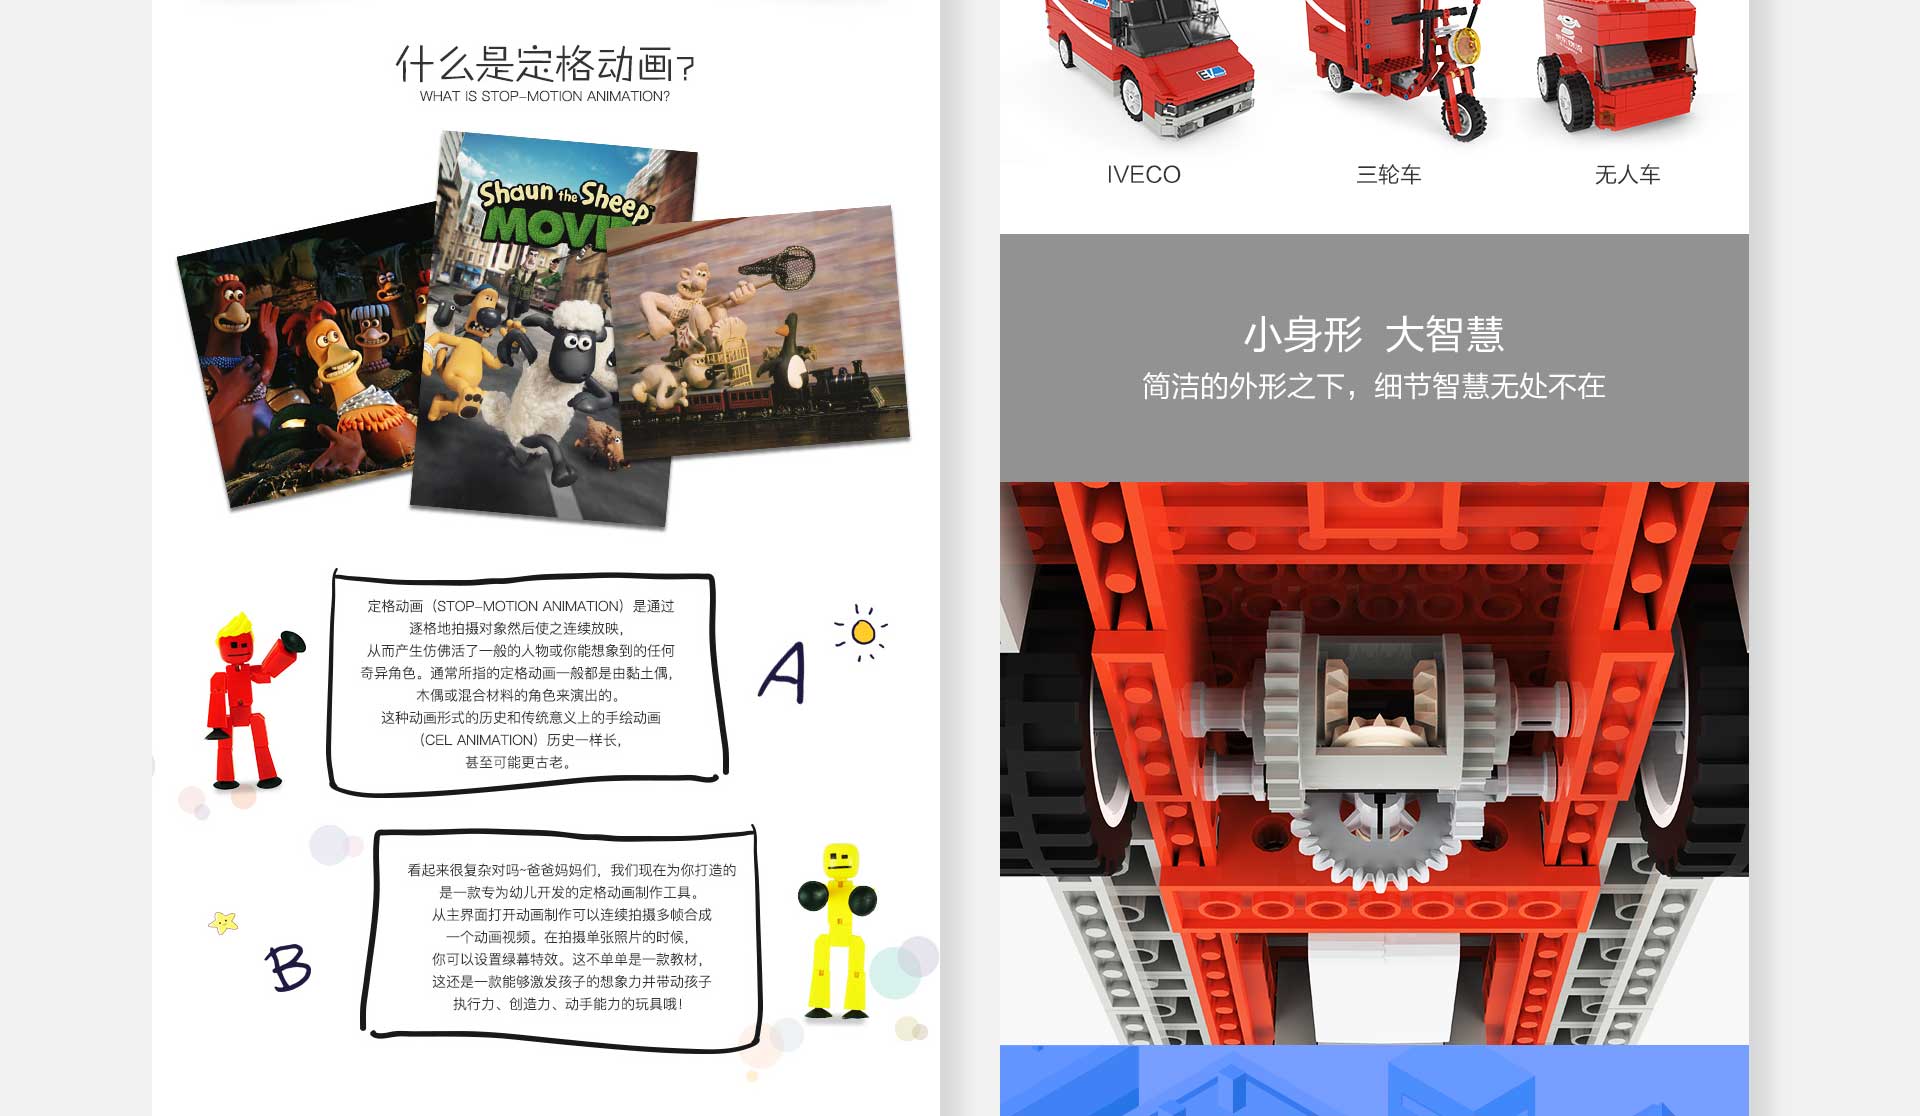 什么是定格动画?
WHAT IS STOP-MOTION ANIMATION?
Shaun the Sheep
MOVIE
定格动画（STOP-MOTION ANIMATION）是通过
逐格地拍摄对象然后使之连续放映，
从而产生仿佛活了一般的人物或你能想象到的任何
奇异角色。通常所指的定格动画一般都是由黏土偶，
木偶或混合材料的角色来演出的。
这种动画形式的历史和传统意义上的手绘动画
（CEL ANIMATION）历史一样长，
甚至可能更古老。
A
看起来很复杂对吗~爸爸妈妈们，我们现在为你打造的
是一款专为幼儿开发的定格动画制作工具。
从主界面打开动画制作可以连续拍摄多帧合成
一个动画视频。在拍摄单张照片的时候，
你可以设置绿幕特效。这不单单是一款教材，
这还是一款能够激发孩子的想象力并带动孩子
执行力、创造力、动手能力的玩具哦！
B
EV
IVECO
三轮车
无人车
小身形 大智慧
简洁的外形之下，细节智慧无处不在